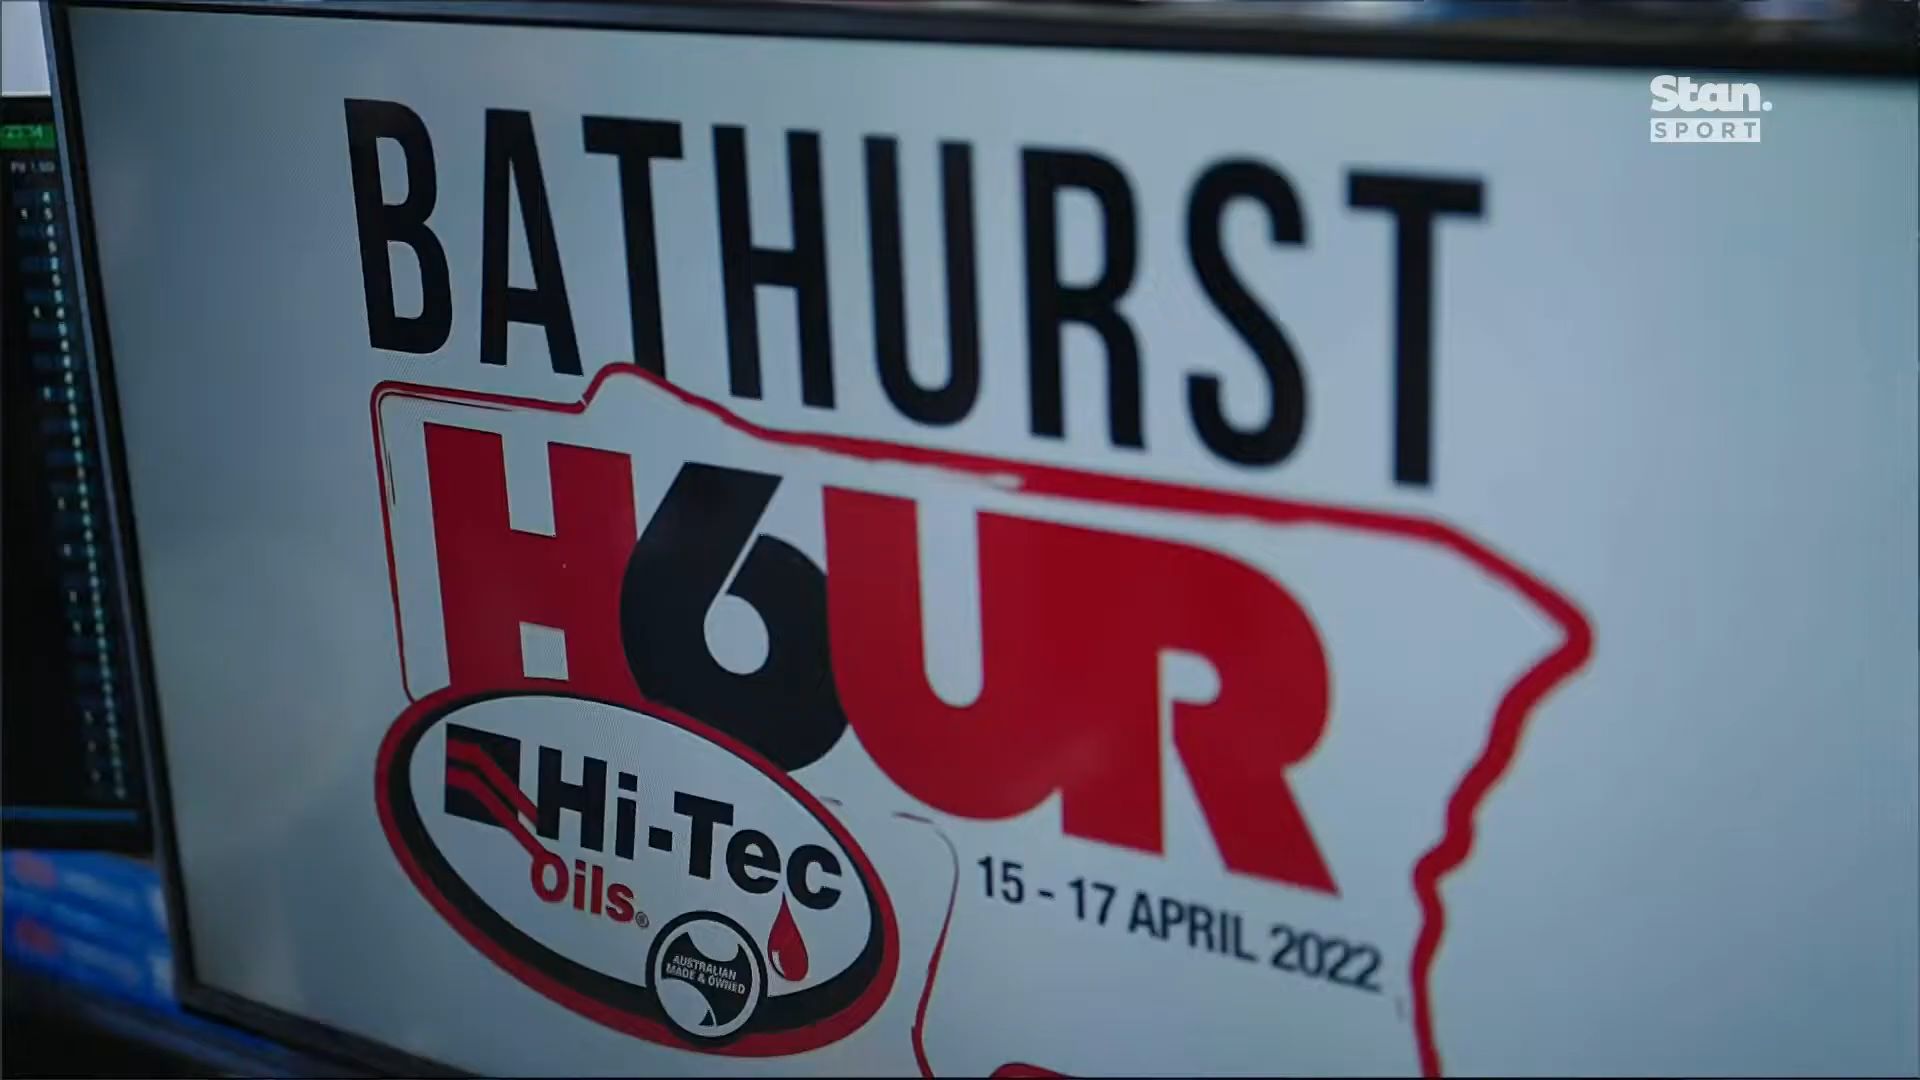 Stan.
SPORT
BATHURST
H6UR
Hi-Tec
Oils®
AUSTRALIAN
MADE & OWNED
15 - 17 APRIL 2022